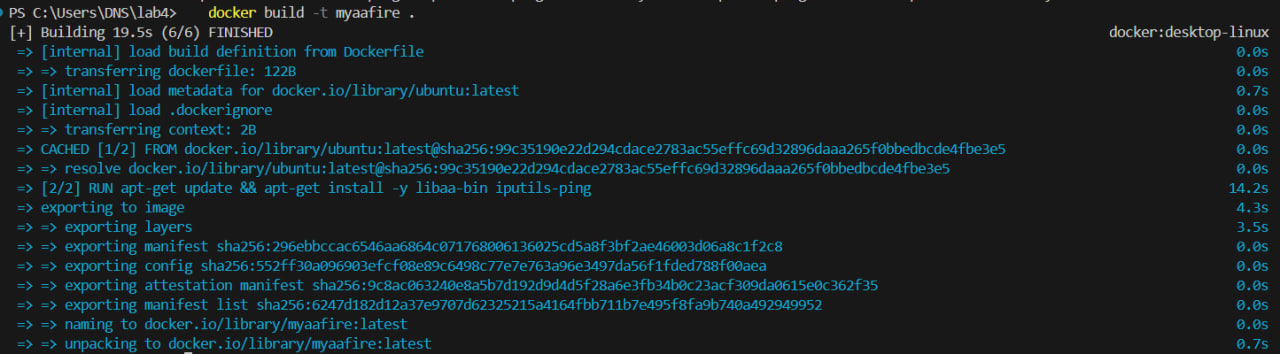 PS C:\Users\DNS\lab4> docker build -t myaafire .
[+] Building 19.5s (6/6) FINISHED docker:desktop-linux
=> [internal] load build definition from Dockerfile 0.0s
=> => transferring dockerfile: 122B 0.0s
=> [internal] load metadata for docker.io/library/ubuntu:latest 0.7s
=> [internal] load .dockerignore 0.0s
=> => transferring context: 2B 0.0s
=> CACHED [1/2] FROM docker.io/library/ubuntu:latest@sha256:99c35190e22d294cdace2783ac55effc69d32896daaa265f0bbedbcde4fbe3e5 0.0s
=> => resolve docker.io/library/ubuntu:latest@sha256:99c35190e22d294cdace2783ac55effc69d32896daaa265f0bbedbcde4fbe3e5 0.0s
=> [2/2] RUN apt-get update && apt-get install -y libaa-bin iputils-ping 14.2s
=> exporting to image 4.3s
=> => exporting layers 3.5s
=> => exporting manifest sha256:296ebbccac6546aa6864c071768006136025cd5a8f3bf2ae46003d06a8c1f2c8 0.0s
=> => exporting config sha256:552ff30a096903efcf08e89c6498c77e7e763a96e3497da56f1fded788f00aea 0.0s
=> => exporting attestation manifest sha256:9c8ac063240e8a5b7d192d9d4d5f28a6e3fb34b0c23acf309da0615e0c362f35 0.0s
=> => exporting manifest list sha256:6247d182d12a37e9707d62325215a4164fbb711b7e495f8fa9b740a492949952 0.0s
=> => naming to docker.io/library/myaafire:latest 0.0s
=> => unpacking to docker.io/library/myaafire:latest 0.7s